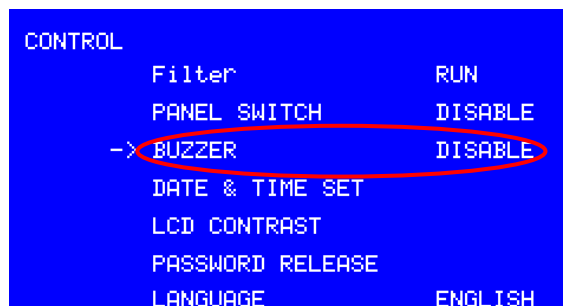 CONTROL
Filter RUN
PANEL SWITCH DISABLE
-> BUZZER DISABLE
DATE & TIME SET
LCD CONTRAST
PASSWORD RELEASE
LANGUAGE ENGLISH